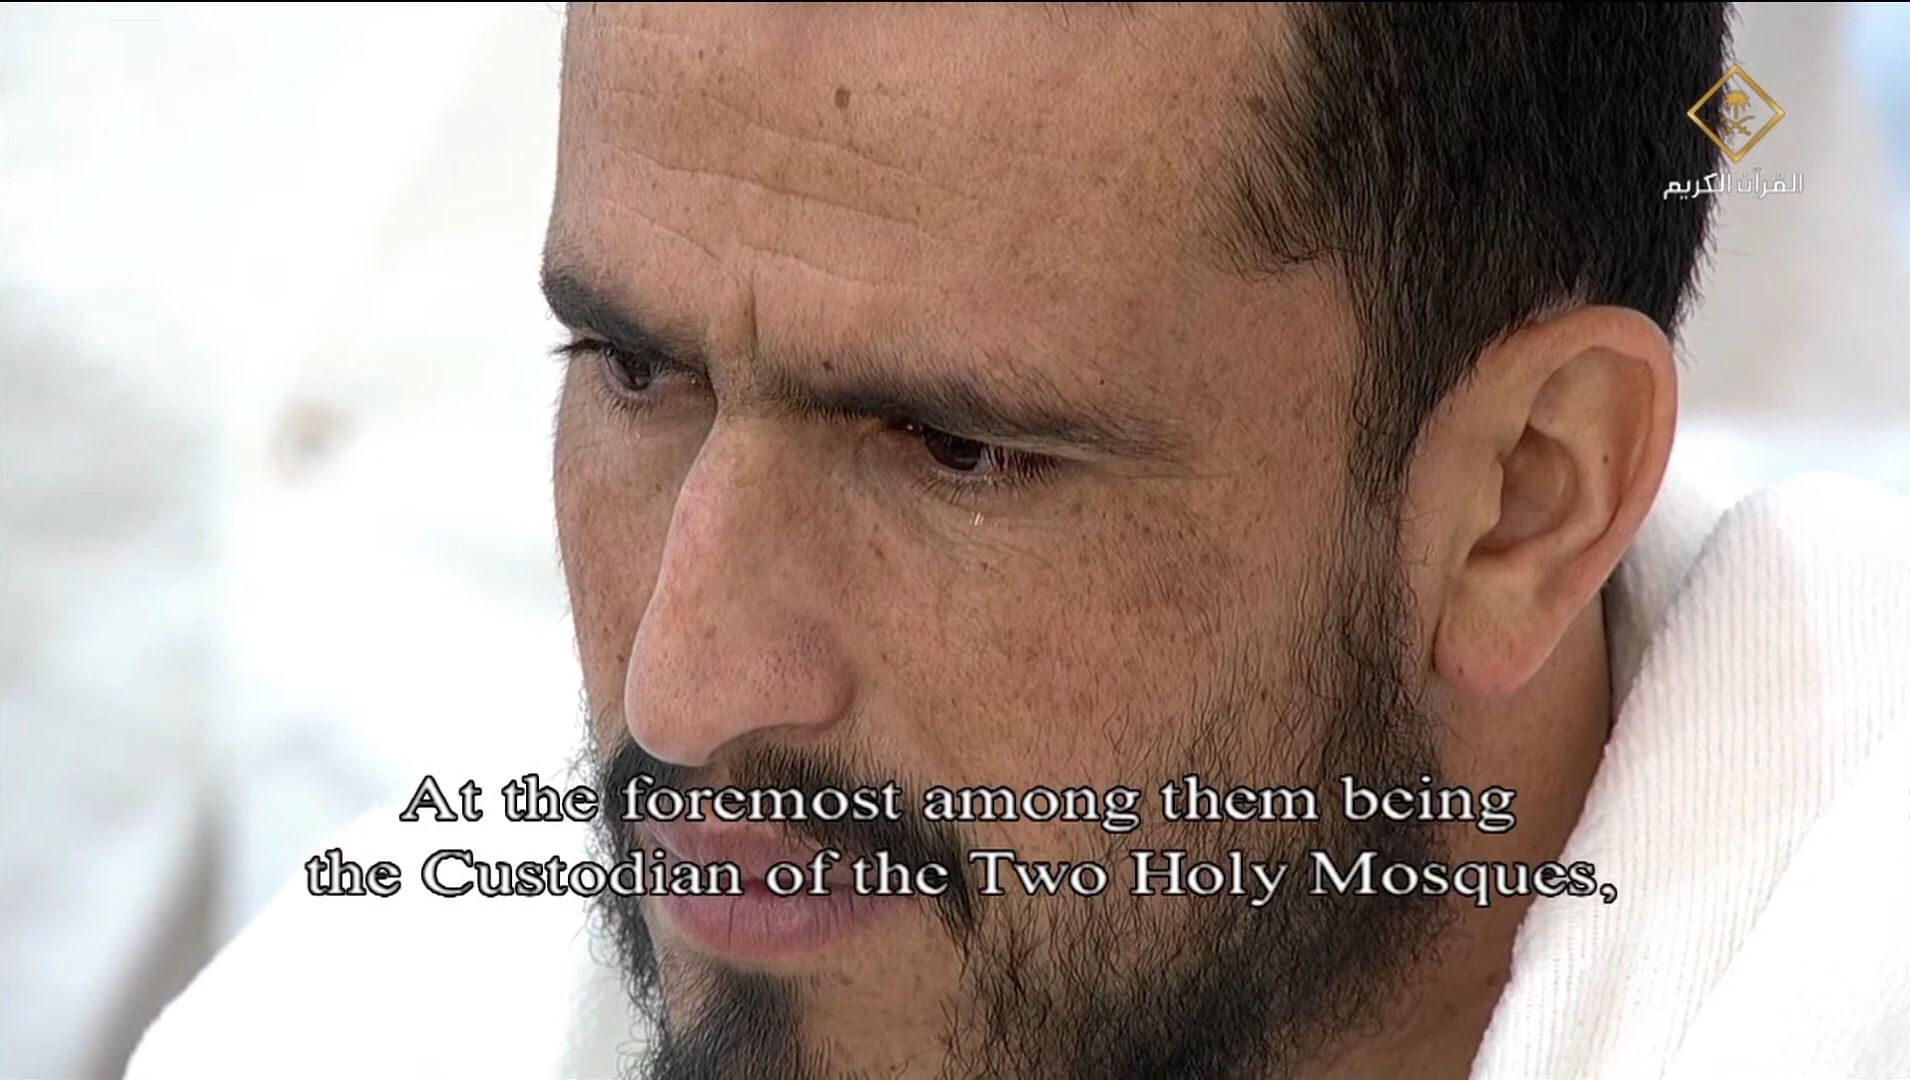 القرآن الكريم
At the foremost among them being
the Custodian of the Two Holy Mosques,